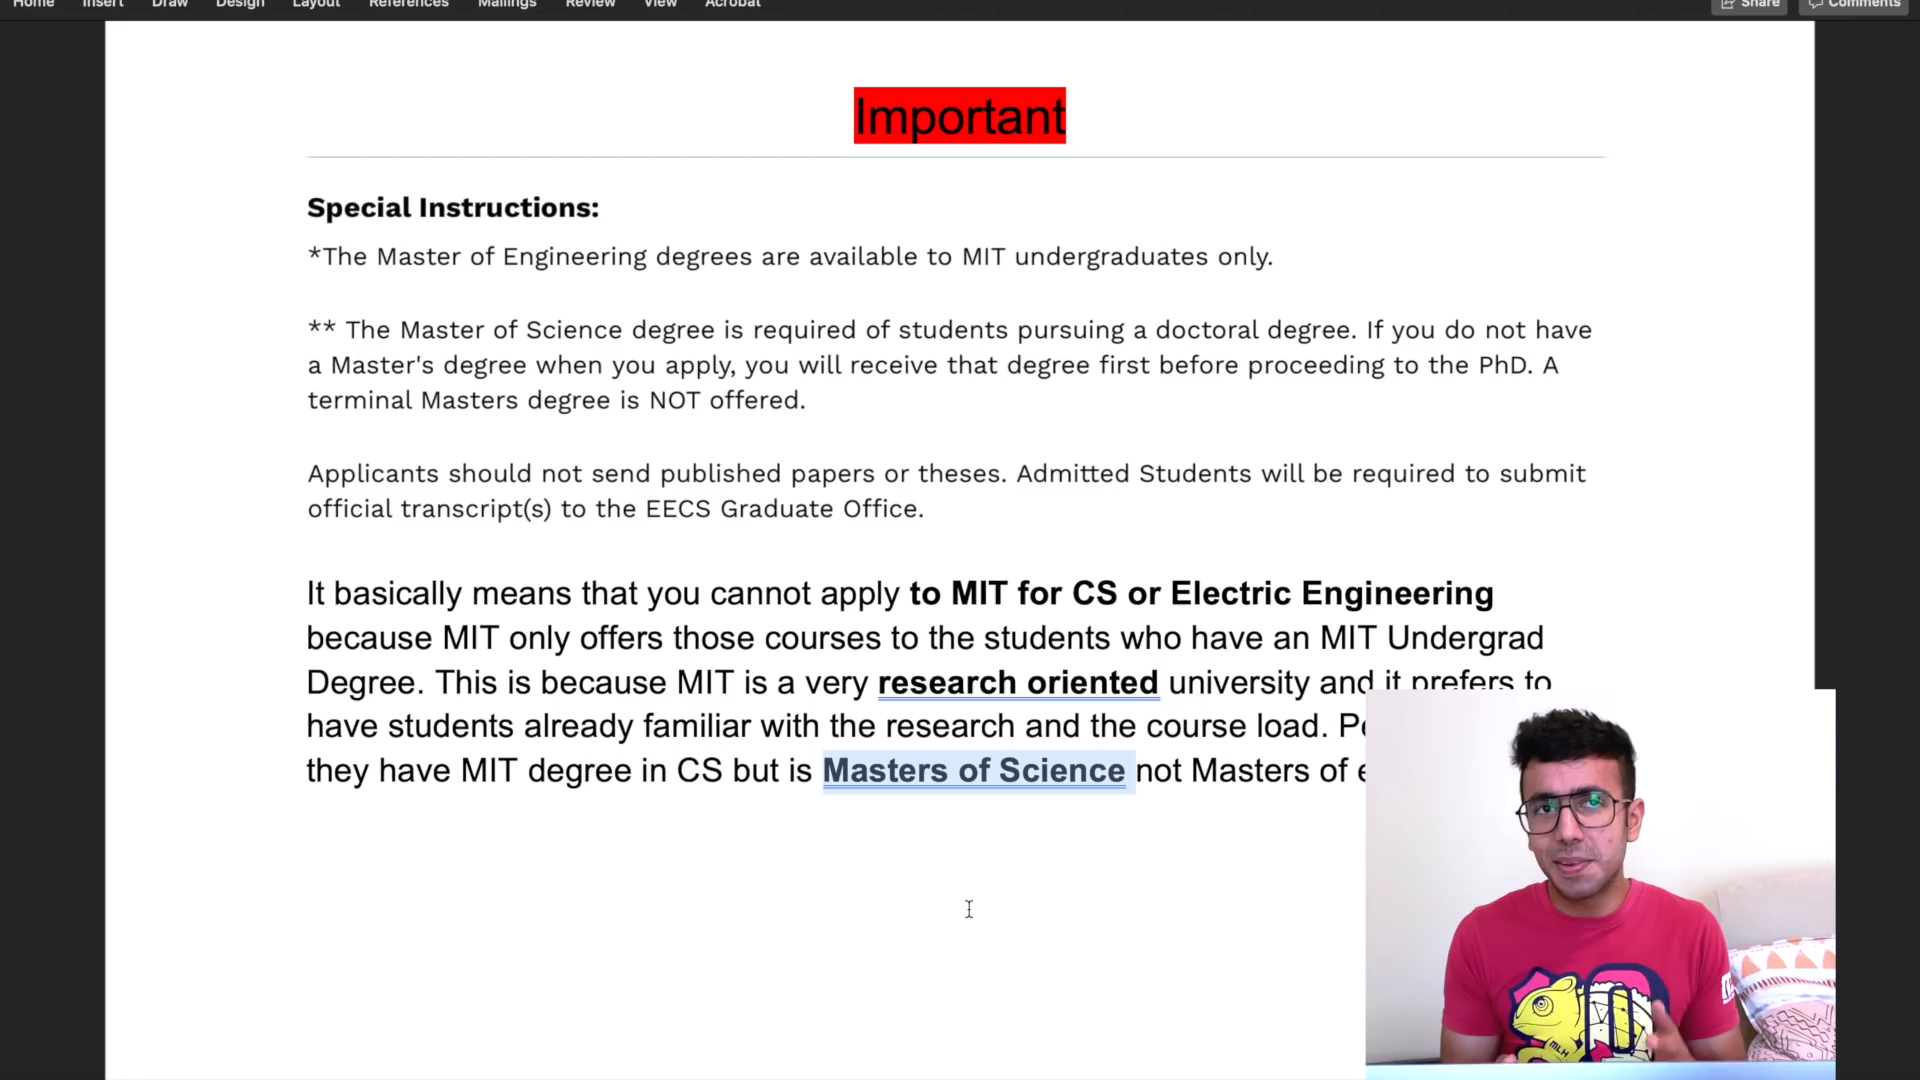 Home Insert Draw Design Layout References Mailings Review View Acrobat Share Comments
Important
Special Instructions:
*The Master of Engineering degrees are available to MIT undergraduates only.
** The Master of Science degree is required of students pursuing a doctoral degree. If you do not have
a Master's degree when you apply, you will receive that degree first before proceeding to the PhD. A
terminal Masters degree is NOT offered.
Applicants should not send published papers or theses. Admitted Students will be required to submit
official transcript(s) to the EECS Graduate Office.
It basically means that you cannot apply to MIT for CS or Electric Engineering
because MIT only offers those courses to the students who have an MIT Undergrad
Degree. This is because MIT is a very research oriented university and it prefers to
have students already familiar with the research and the course load.
they have MIT degree in CS but is Masters of Science not Masters of
MLH